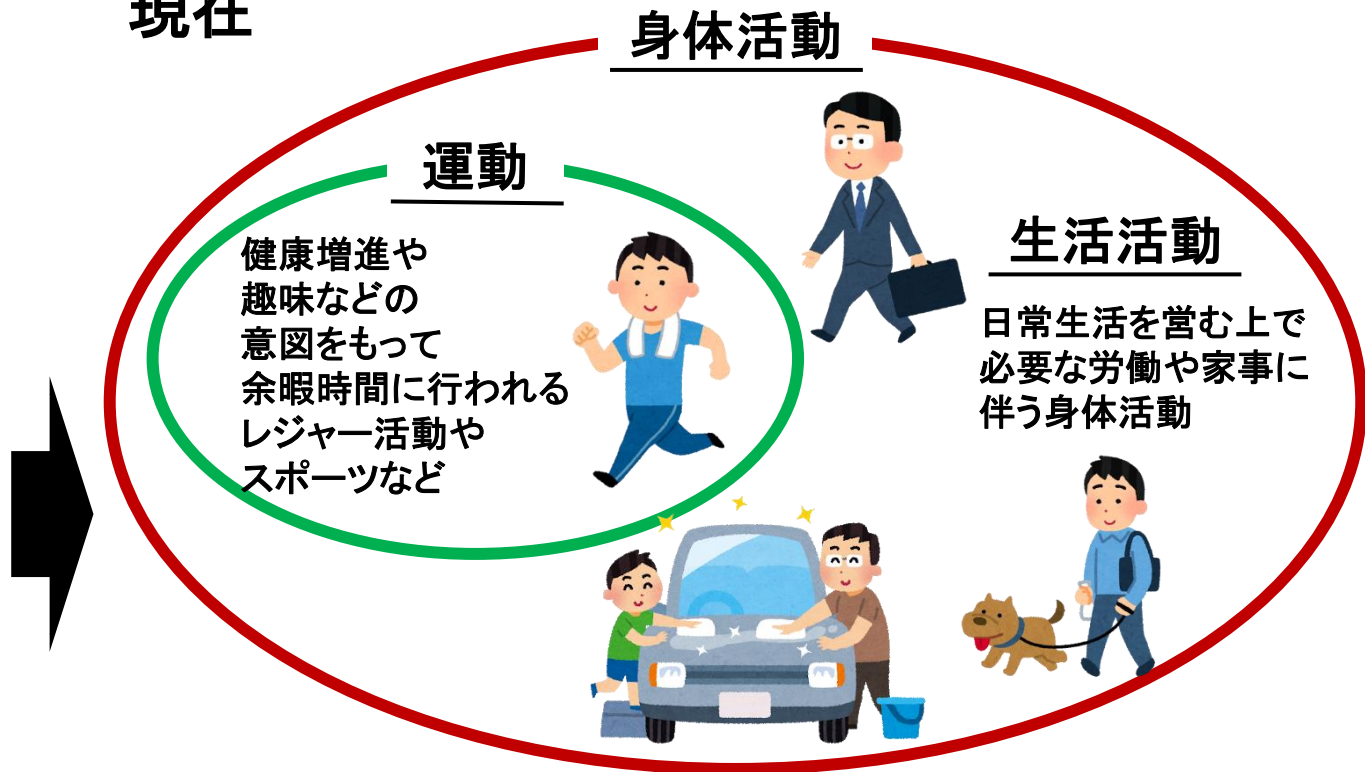 現在
身体活動
運動
健康増進や
趣味などの
意図をもって
余暇時間に行われる
レジャー活動や
スポーツなど
生活活動
日常生活を営む上で
必要な労働や家事に
伴う身体活動